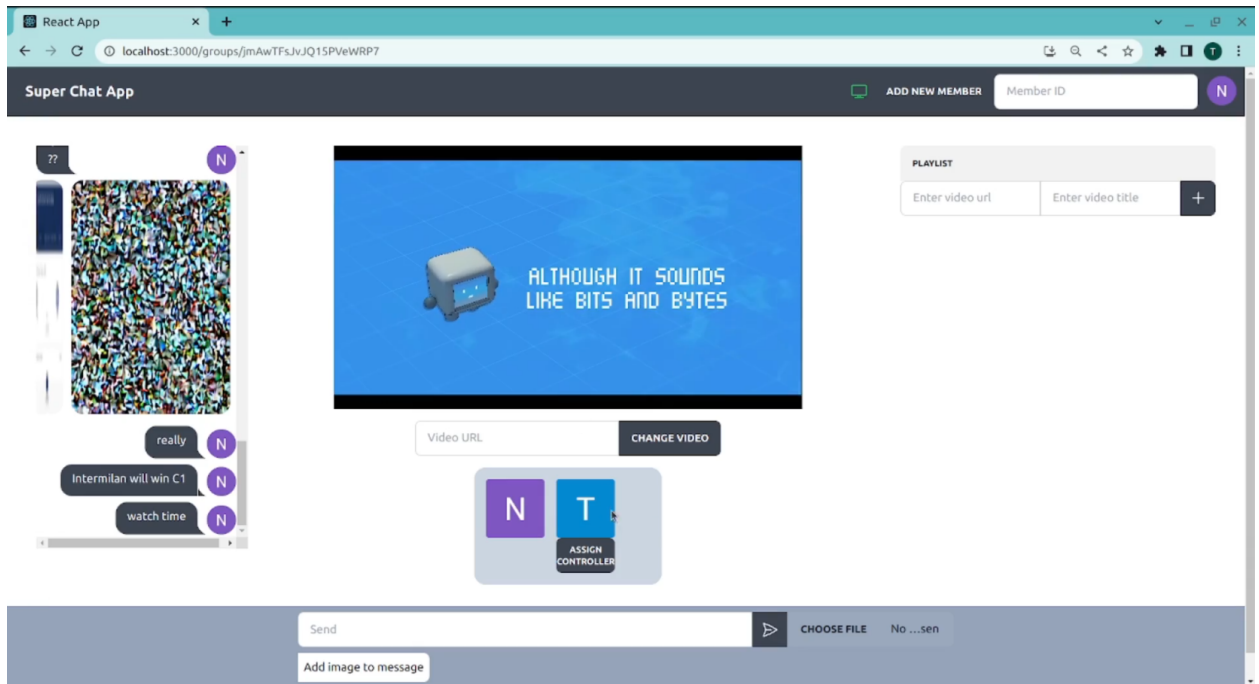 React App
localhost:3000/groups/jmAwTFsJvJQ15PVeWRP7
T
Super Chat App
ADD NEW MEMBER
Member ID
N
??
N
really
N
Intermilan will win C1
N
watch time
N
ALTHOUGH IT SOUNDS
LIKE BITS AND BYTES
Video URL
CHANGE VIDEO
N
T
ASSIGN
CONTROLLER
PLAYLIST
Enter video url
Enter video title
Send
CHOOSE FILE
No ...sen
Add image to message